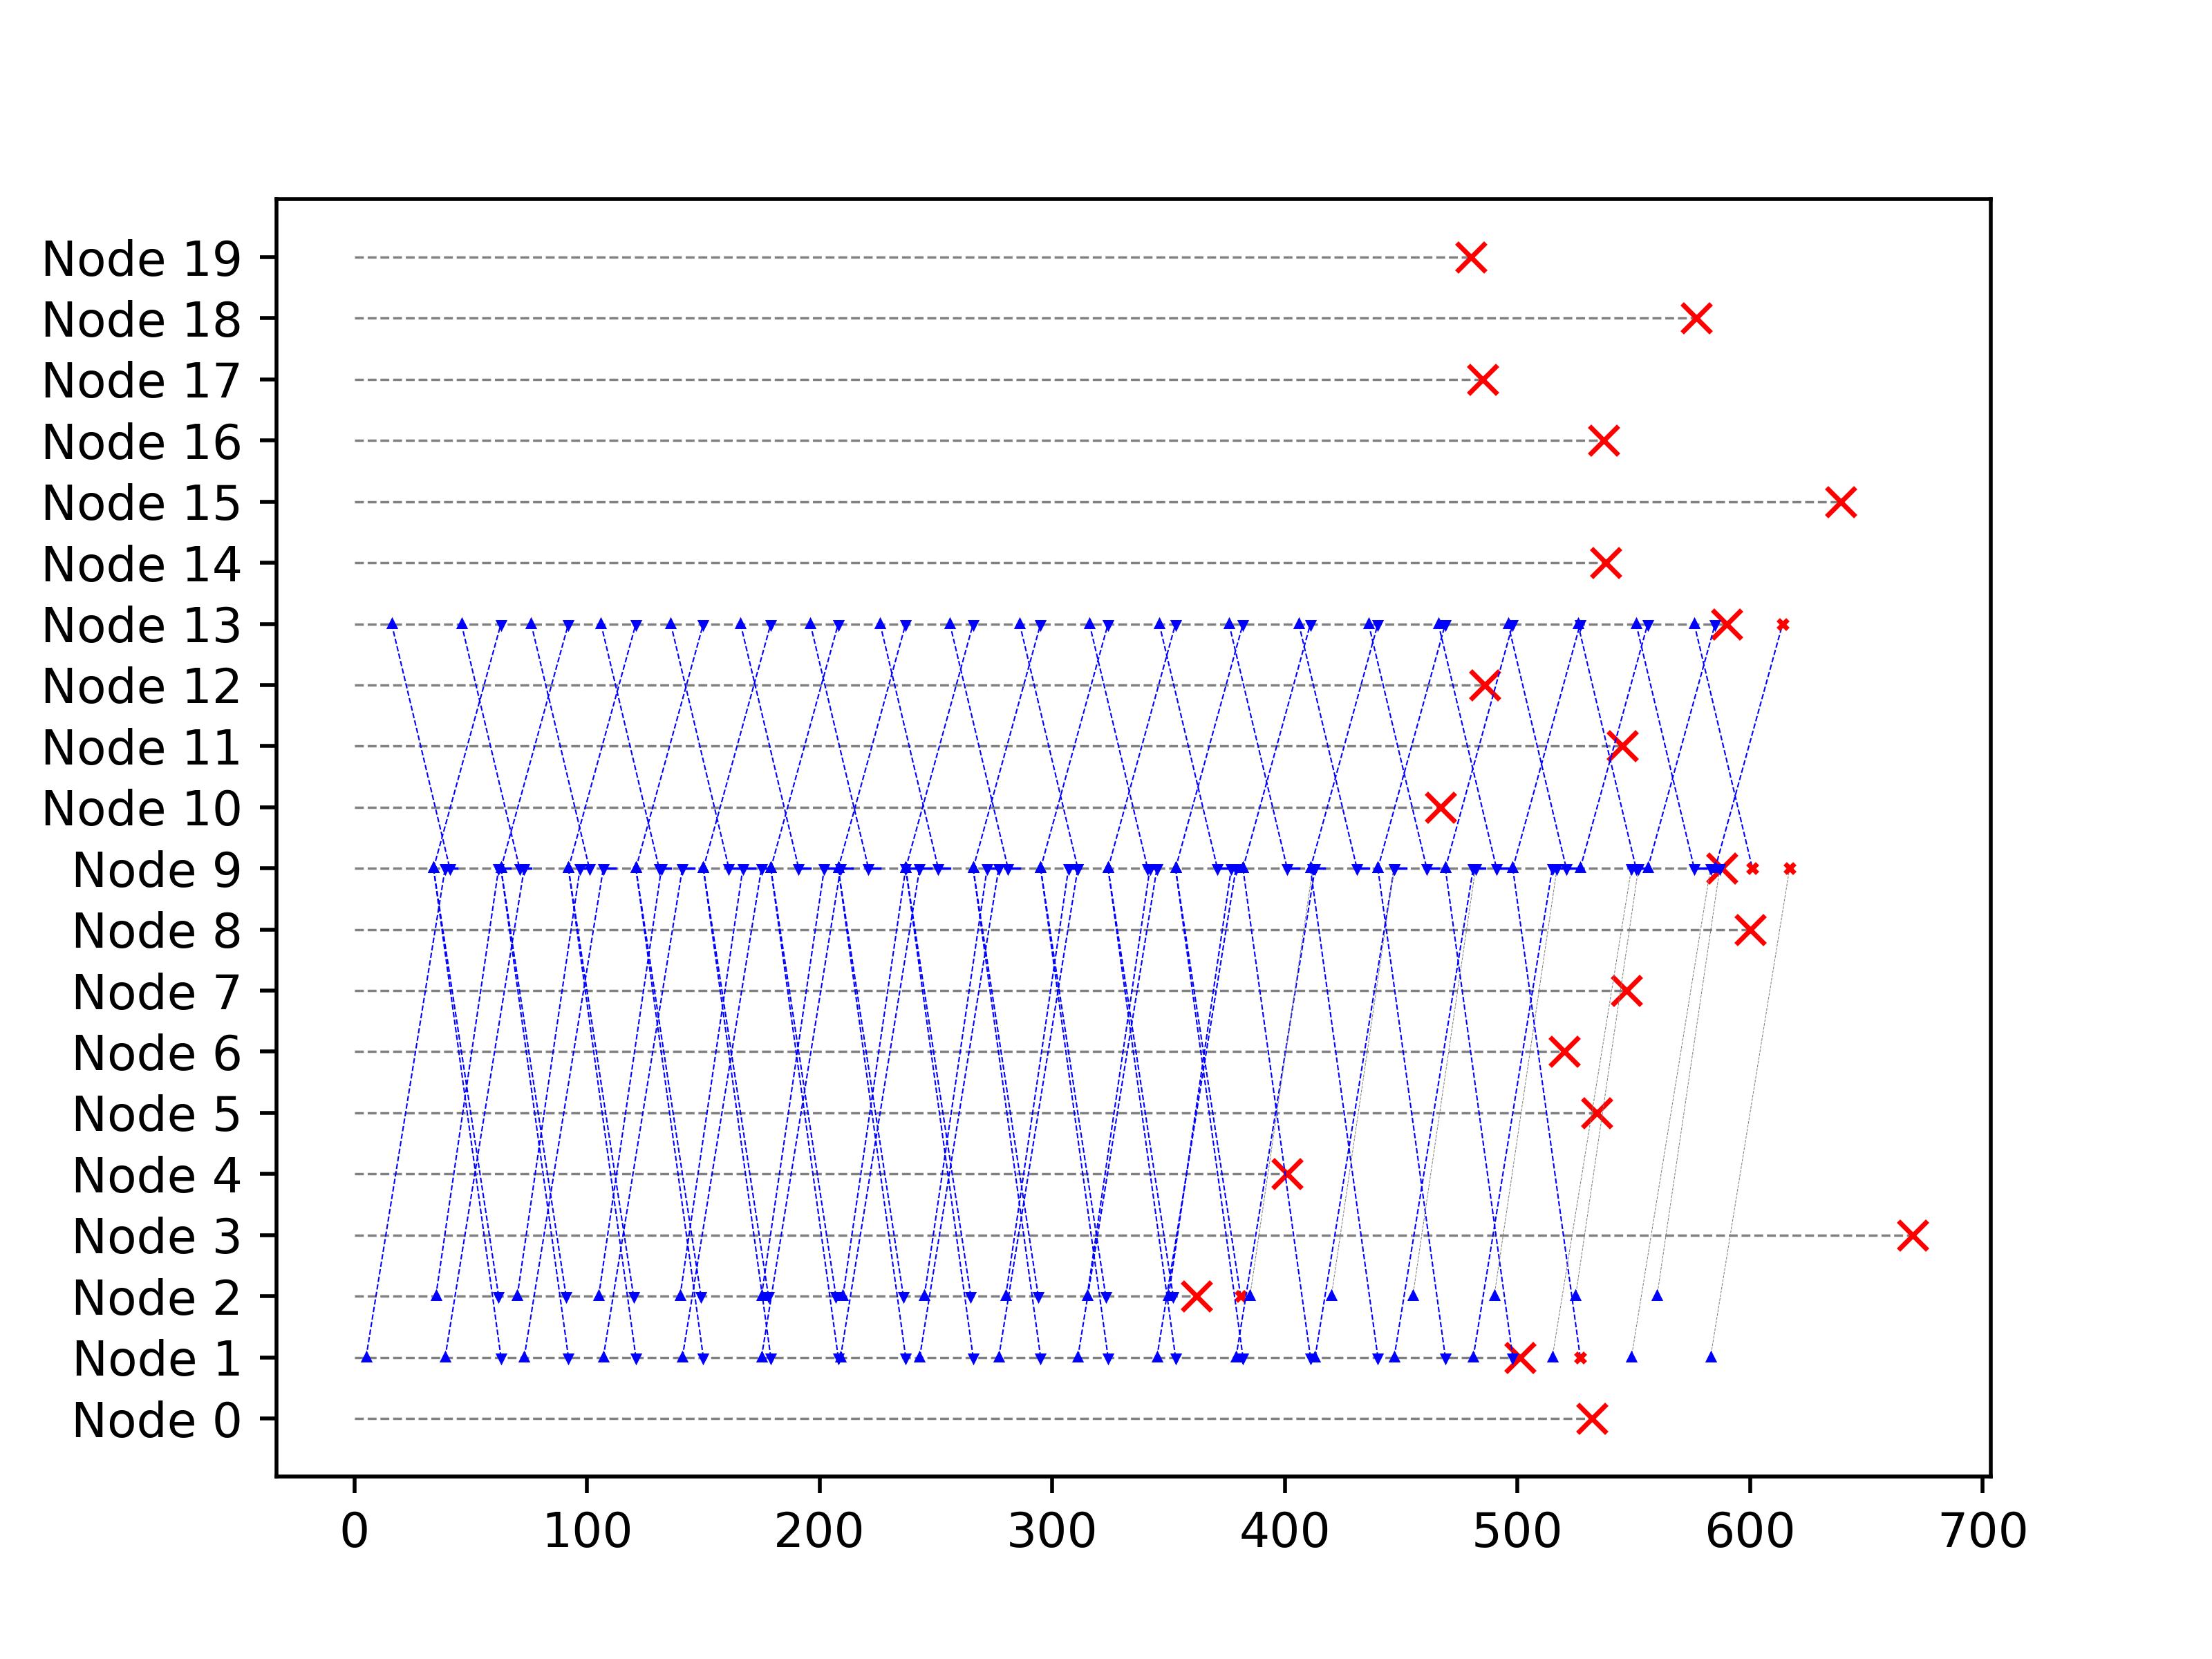 Node 19
Node 18
Node 17
Node 16
Node 15
Node 14
Node 13
Node 12
Node 11
Node 10
Node 9
Node 8
Node 7
Node 6
Node 5
Node 4
Node 3
Node 2
Node 1
Node 0
0 100 200 300 400 500 600 700